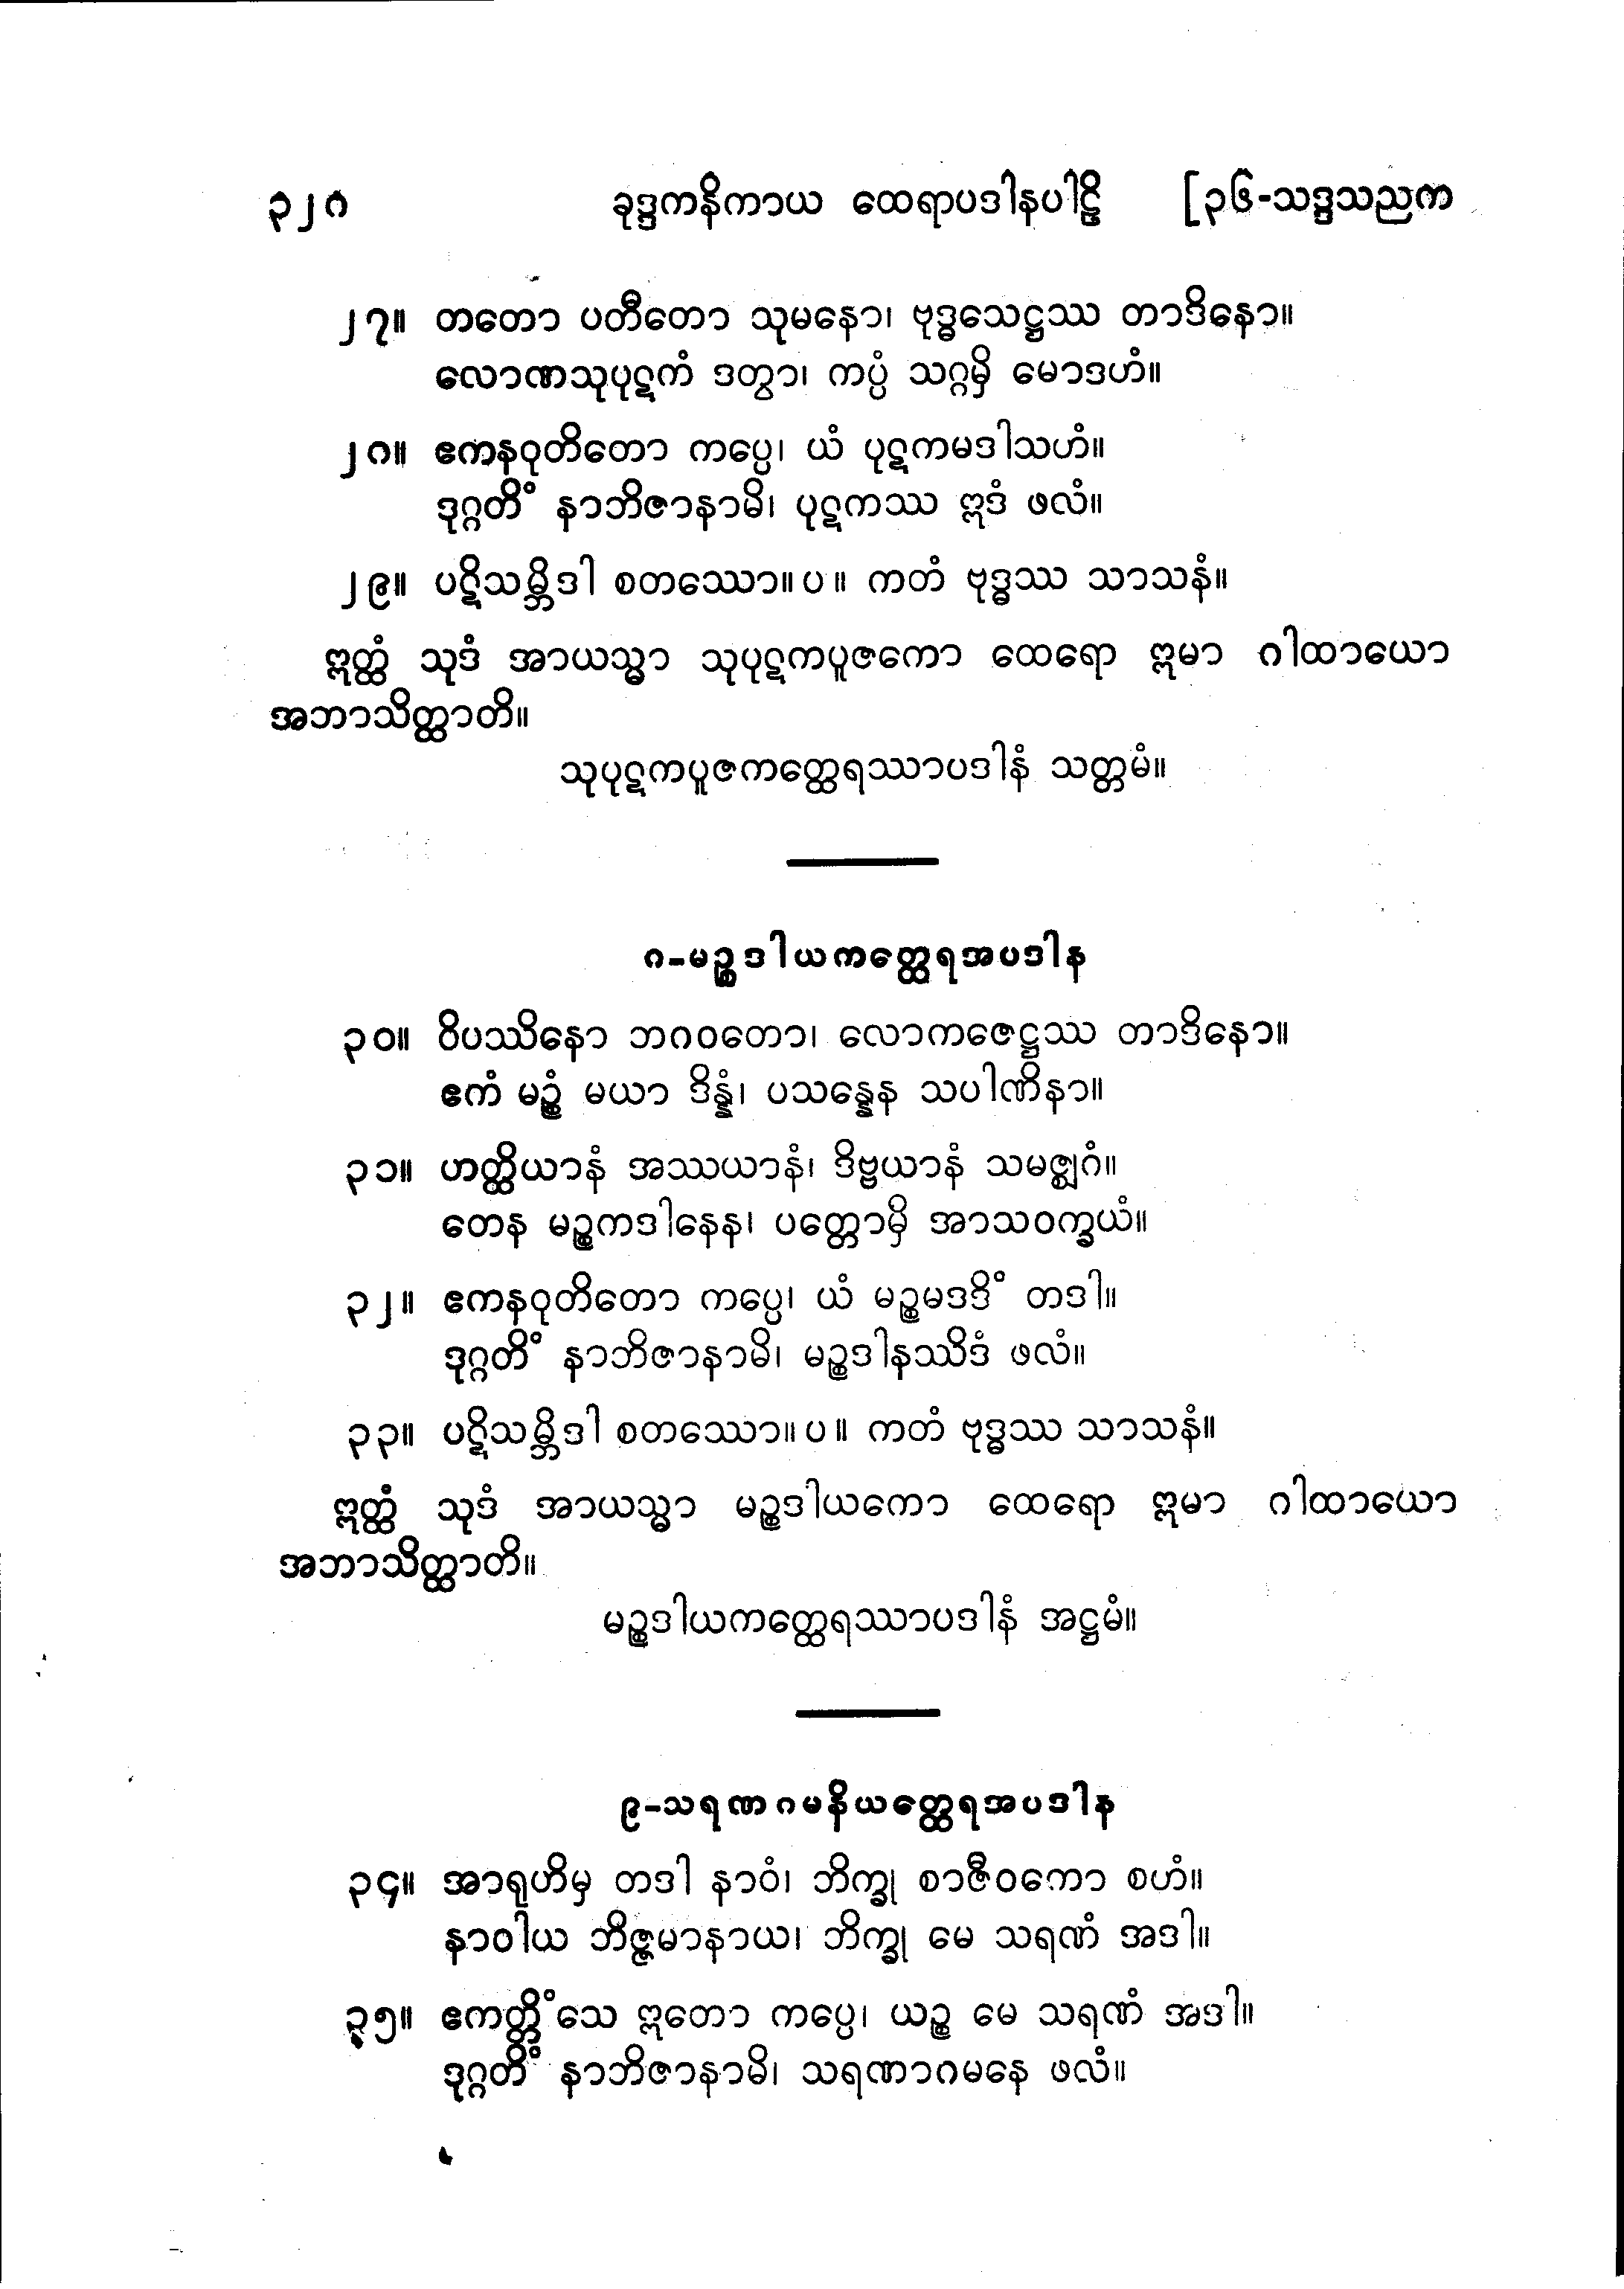 ၃၂၈ ခုဒ္ဒကနိကာယ ထေရာပဒါနပါဠိ [၃၆-သဒ္ဒသညက
၂၇။ တတော ပတီတော သုမနော၊ ဗုဒ္ဓသေဋ္ဌဿ တာဒိနော။
လောဏသုပုဋကံ ဒတွာ၊ ကပ္ပံ သဂ္ဂမှိ မောဒဟံ။
၂၈။ ဧကနဝုတိတော ကပ္ပေ၊ ယံ ပုဋကမဒါသဟံ။
ဒုဂ္ဂတိံ နာဘိဇာနာမိ၊ ပုဋကဿ ဣဒံ ဖလံ။
၂၉။ ပဋိသမ္ဘိဒါ စတဿော။ပ။ ကတံ ဗုဒ္ဓဿ သာသနံ။
ဣတ္ထံ သုဒံ အာယသ္မာ သုပုဋကပူဇကော ထေရော ဣမာ ဂါထာယော
အဘာသိတ္ထာတိ။
သုပုဋကပူဇကတ္ထေရဿာပဒါနံ သတ္တမံ။
၈-မဉ္စဒါယကတ္ထေရအပဒါန
၃၀။ ဝိပဿိနော ဘဂဝတော၊ လောကဇေဋ္ဌဿ တာဒိနော။
ဧကံ မဉ္စံ မယာ ဒိန္နံ၊ ပသန္နေန သပါဏိနာ။
၃၁။ ဟတ္ထိယာနံ အဿယာနံ၊ ဒိဗ္ဗယာနံ သမဇ္ဈဂံ။
တေန မဉ္စကဒါနေန၊ ပတ္တောမှိ အာသဝက္ခယံ။
၃၂။ ဧကနဝုတိတော ကပ္ပေ၊ ယံ မဉ္စမဒဒိံ တဒါ။
ဒုဂ္ဂတိံ နာဘိဇာနာမိ၊ မဉ္စဒါနဿိဒံ ဖလံ။
၃၃။ ပဋိသမ္ဘိဒါ စတဿော။ပ။ ကတံ ဗုဒ္ဓဿ သာသနံ။
ဣတ္ထံ သုဒံ အာယသ္မာ မဉ္စဒါယကော ထေရော ဣမာ ဂါထာယော
အဘာသိတ္ထာတိ။
မဉ္စဒါယကတ္ထေရဿာပဒါနံ အဋ္ဌမံ။
၉-သရဏဂမနိယတ္ထေရအပဒါန
၃၄။ အာရုဟိမှ တဒါ နာဝံ၊ ဘိက္ခု စာဇီဝကော စဟံ။
နာဝါယ ဘိဇ္ဇမာနာယ၊ ဘိက္ခု မေ သရဏံ အဒါ။
၃၅။ ဧကတ္တိံသေ ဣတော ကပ္ပေ၊ ယဉ္စ မေ သရဏံ အဒါ။
ဒုဂ္ဂတိံ နာဘိဇာနာမိ၊ သရဏာဂမနေ ဖလံ။